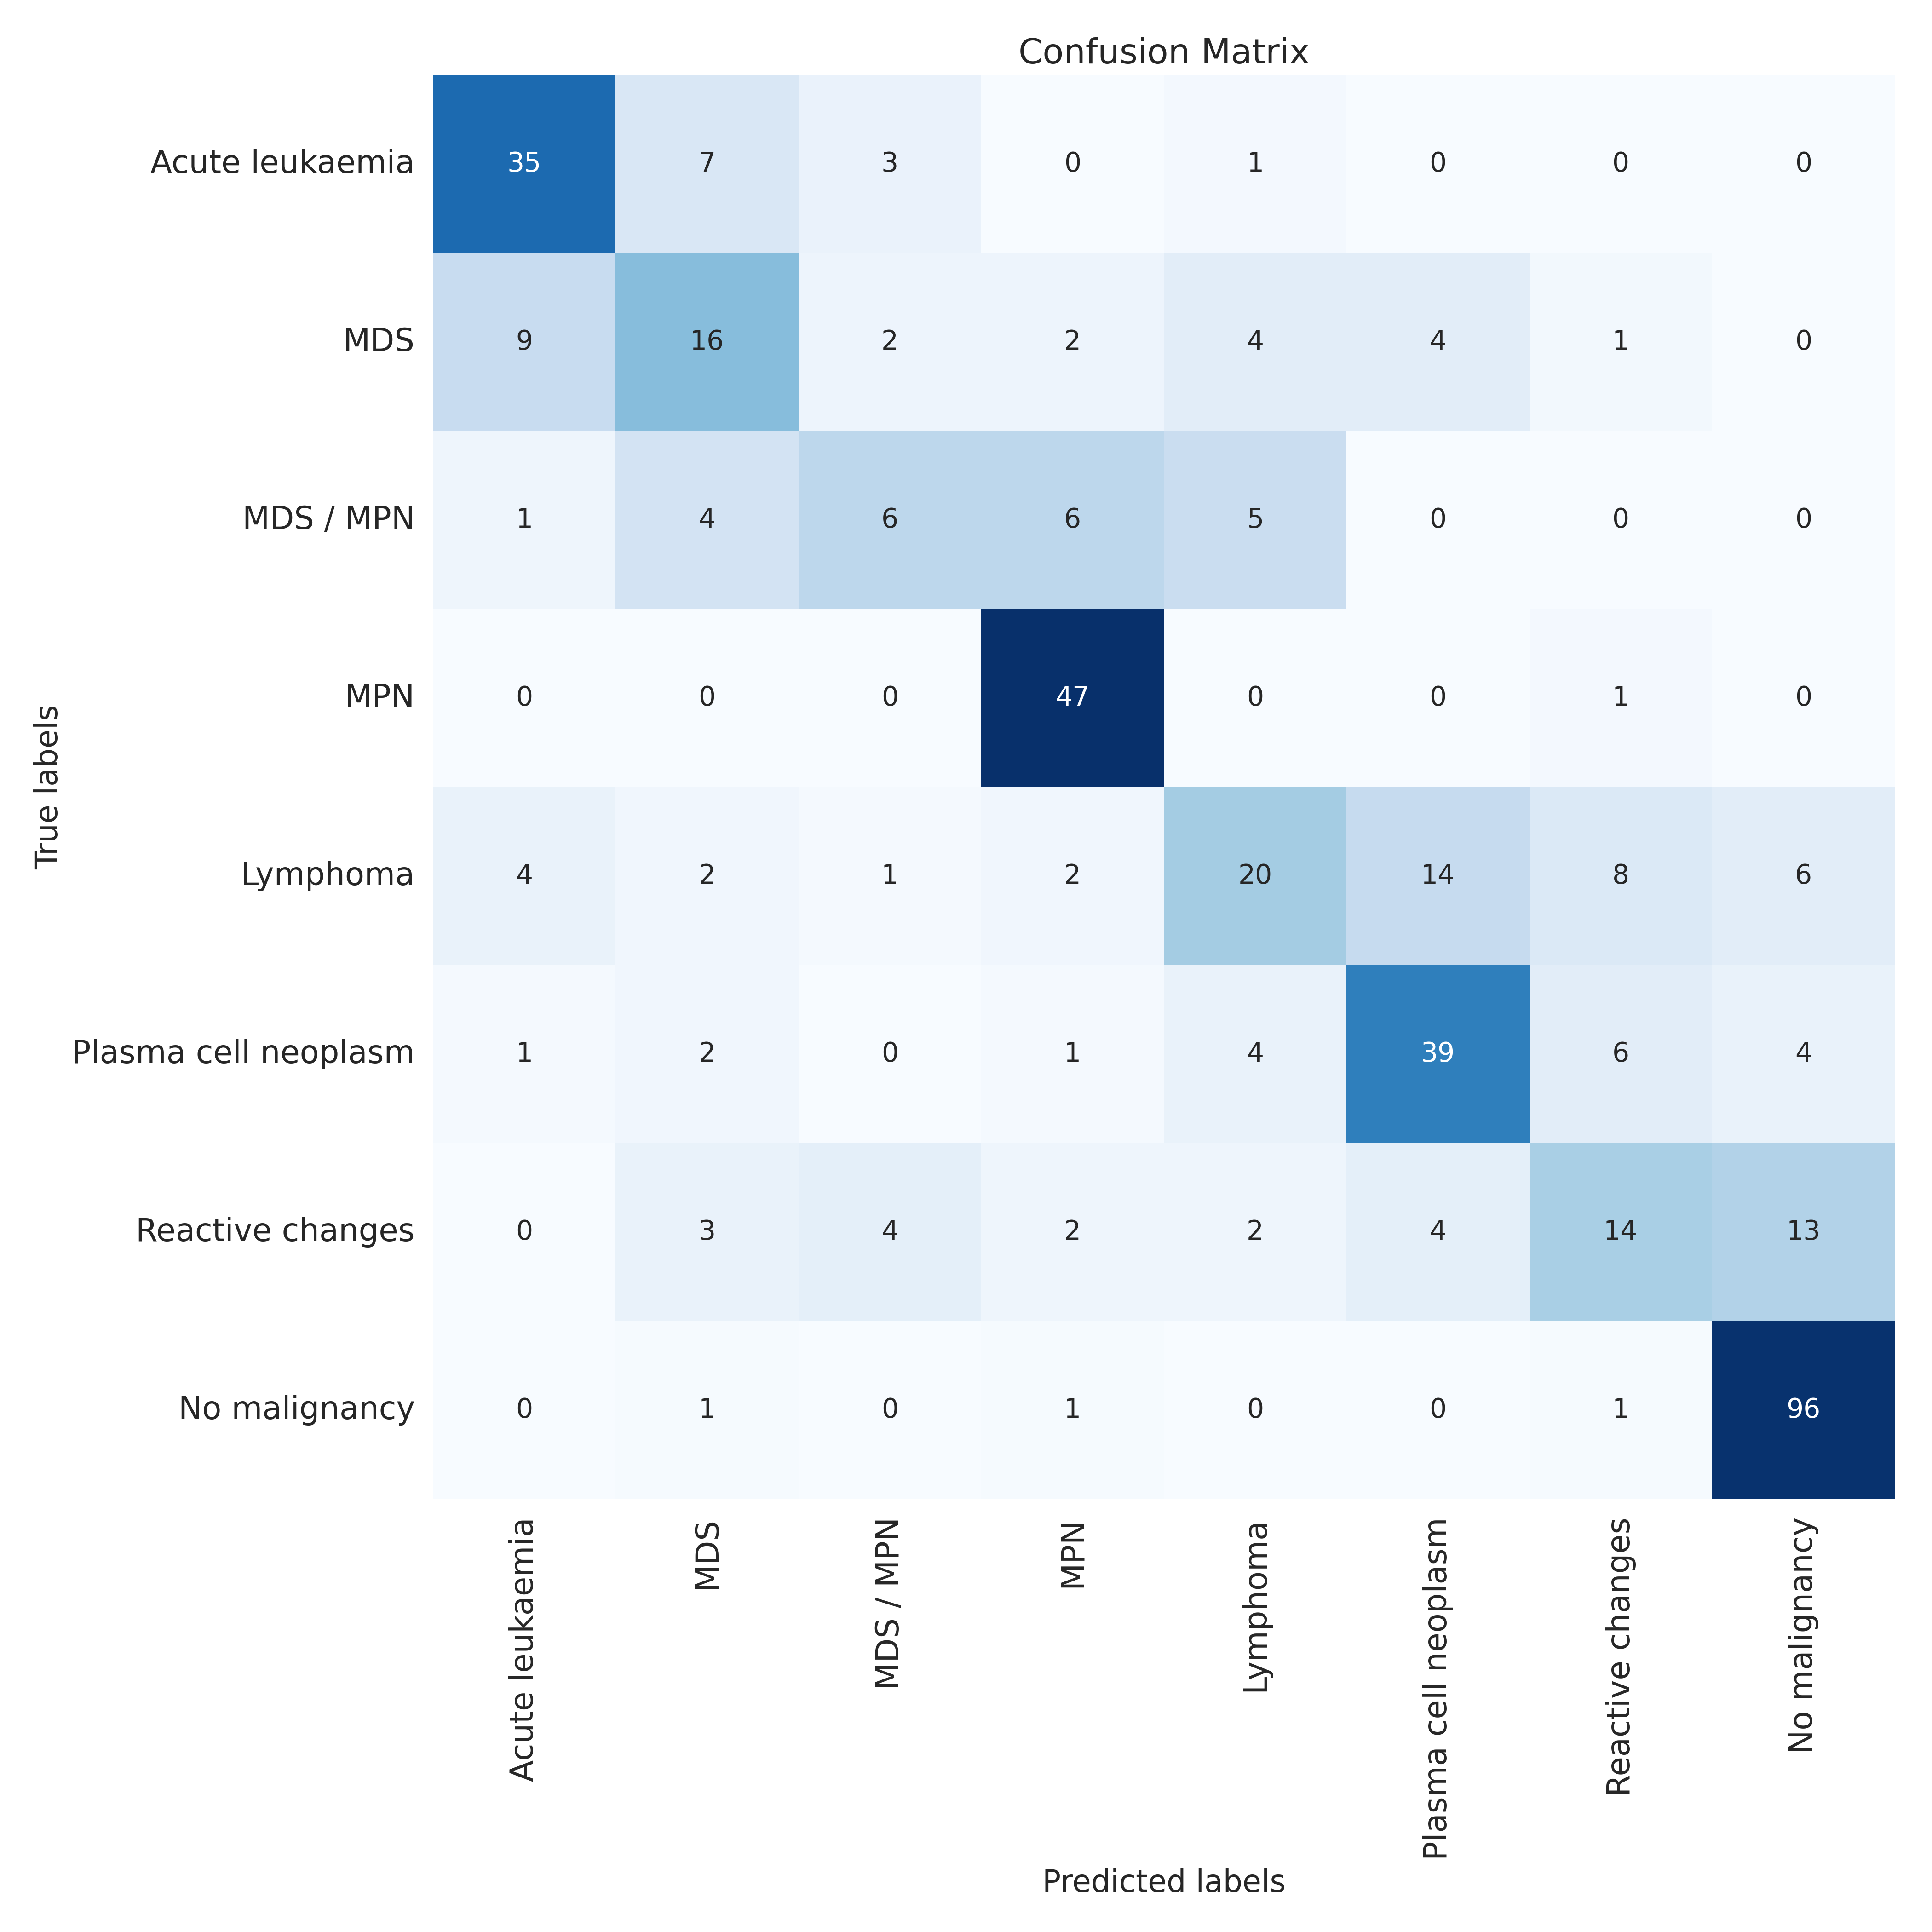 Confusion Matrix
Acute leukaemia 35 7 3 0 1 0 0 0
MDS 9 16 2 2 4 4 1 0
MDS / MPN 1 4 6 6 5 0 0 0
MPN 0 0 0 47 0 0 1 0
Lymphoma 4 2 1 2 20 14 8 6
Plasma cell neoplasm 1 2 0 1 4 39 6 4
Reactive changes 0 3 4 2 2 4 14 13
No malignancy 0 1 0 1 0 0 1 96
True labels
Acute leukaemia
MDS
MDS / MPN
MPN
Lymphoma
Plasma cell neoplasm
Reactive changes
No malignancy
Predicted labels